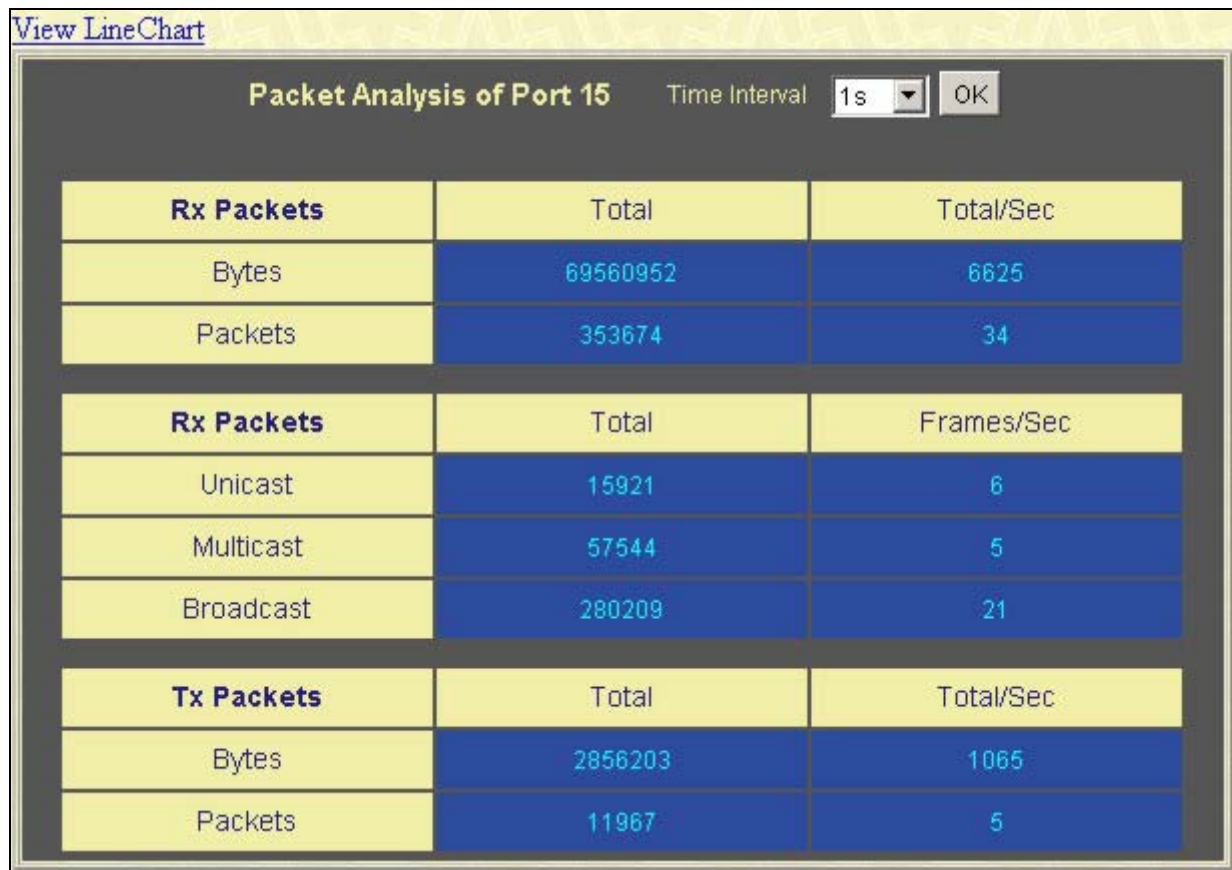 View LineChart
Packet Analysis of Port 15 Time Interval 1s OK
Rx Packets Total Total/Sec
Bytes 69560952 6625
Packets 353674 34
Rx Packets Total Frames/Sec
Unicast 15921 6
Multicast 57544 5
Broadcast 280209 21
Tx Packets Total Total/Sec
Bytes 2856203 1065
Packets 11967 5